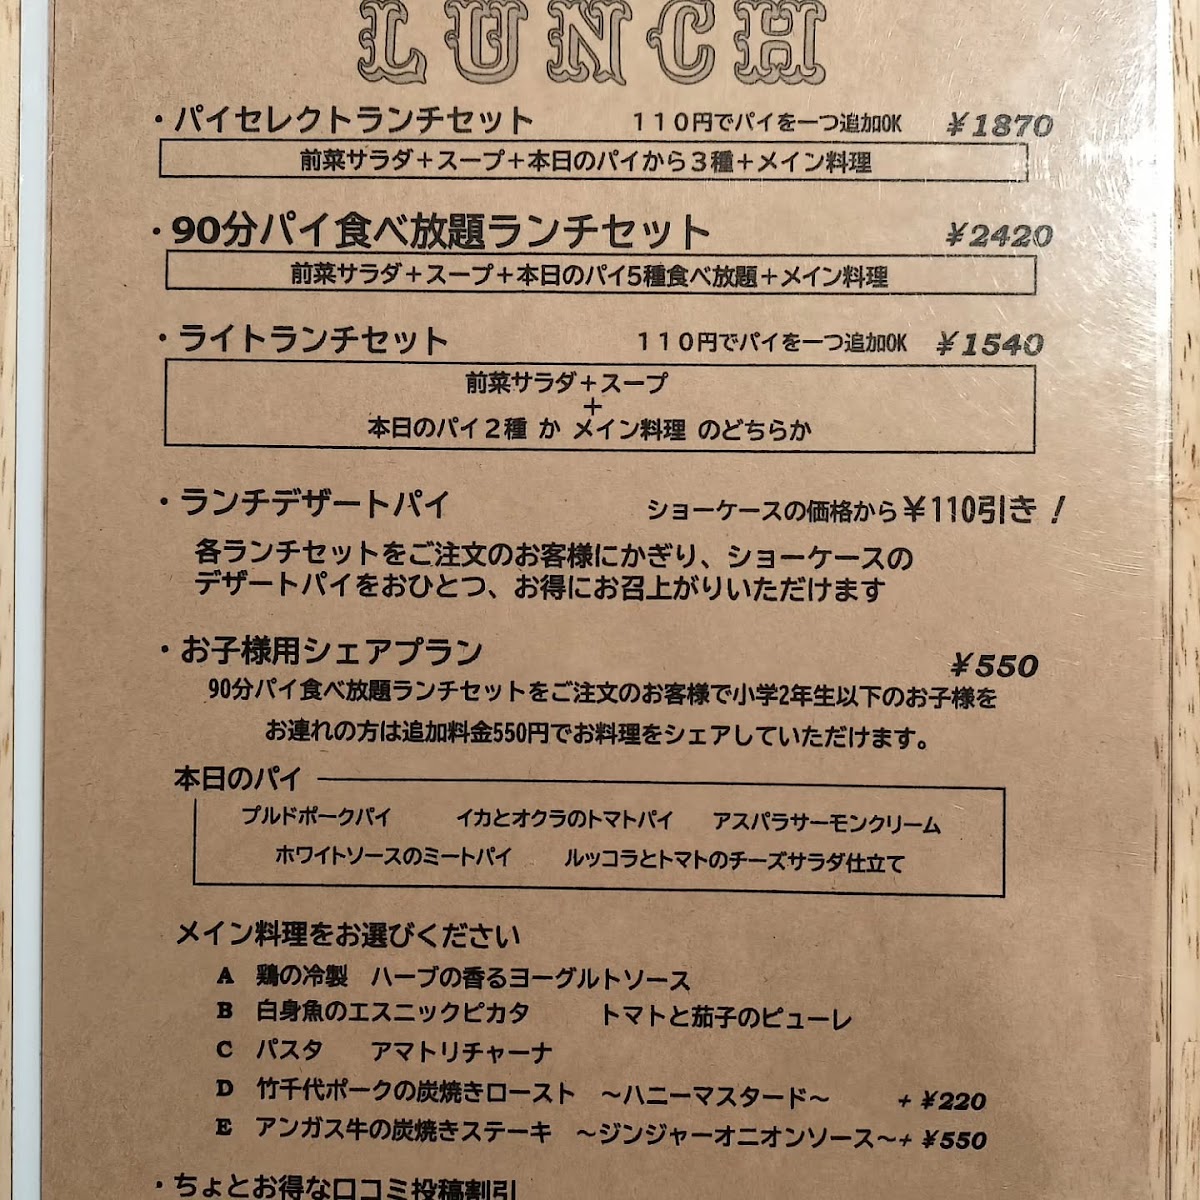 LUNCH
・パイセレクトランチセット 110円でパイを一つ追加OK ¥1870
前菜サラダ＋スープ＋本日のパイから3種＋メイン料理
・90分パイ食べ放題ランチセット ¥2420
前菜サラダ＋スープ＋本日のパイ5種食べ放題＋メイン料理
・ライトランチセット 110円でパイを一つ追加OK ¥1540
前菜サラダ＋スープ
＋
本日のパイ2種 か メイン料理 のどちらか
・ランチデザートパイ ショーケースの価格から¥110引き！
各ランチセットをご注文のお客様にかぎり、ショーケースの
デザートパイをおひとつ、お得にお召上がりいただけます
・お子様用シェアプラン ¥550
90分パイ食べ放題ランチセットをご注文のお客様で小学2年生以下のお子様を
お連れの方は追加料金550円でお料理をシェアしていただけます。
本日のパイ
プルドポークパイ イカとオクラのトマトパイ アスパラサーモンクリーム
ホワイトソースのミートパイ ルッコラとトマトのチーズサラダ仕立て
メイン料理をお選びください
A 鶏の冷製 ハーブの香るヨーグルトソース
B 白身魚のエスニックピカタ トマトと茄子のピューレ
C パスタ アマトリチャーナ
D 竹千代ポークの炭焼きロースト ～ハニーマスタード～ + ¥220
E アンガス牛の炭焼きステーキ ～ジンジャーオニオンソース～+ ¥550
・ちょとお得な口コミ投稿割引